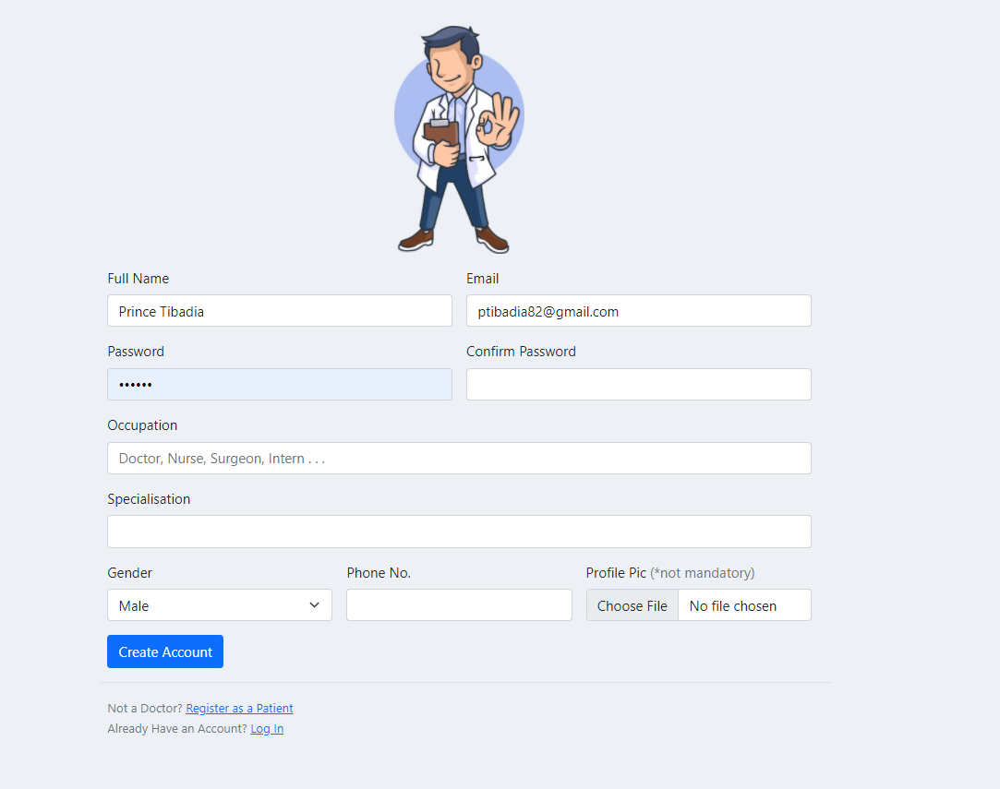 Full Name Email
Prince Tibadia ptibadia82@gmail.com
Password Confirm Password
••••••
Occupation
Doctor, Nurse, Surgeon, Intern . . .
Specialisation
Gender Phone No. Profile Pic (*not mandatory)
Male Choose File No file chosen
Create Account
Not a Doctor? Register as a Patient
Already Have an Account? Log In